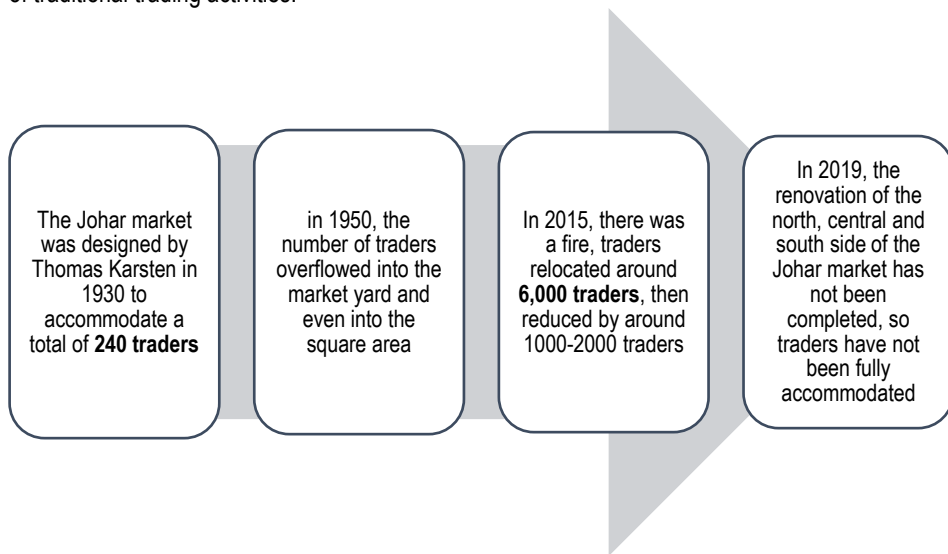 of traditional trading activities.
The Johar market
was designed by
Thomas Karsten in
1930 to
accommodate a
total of 240 traders
in 1950, the
number of traders
overflowed into the
market yard and
even into the
square area
In 2015, there was
a fire, traders
relocated around
6,000 traders, then
reduced by around
1000-2000 traders
In 2019, the
renovation of the
north, central and
south side of the
Johar market has
not been
completed, so
traders have not
been fully
accommodated